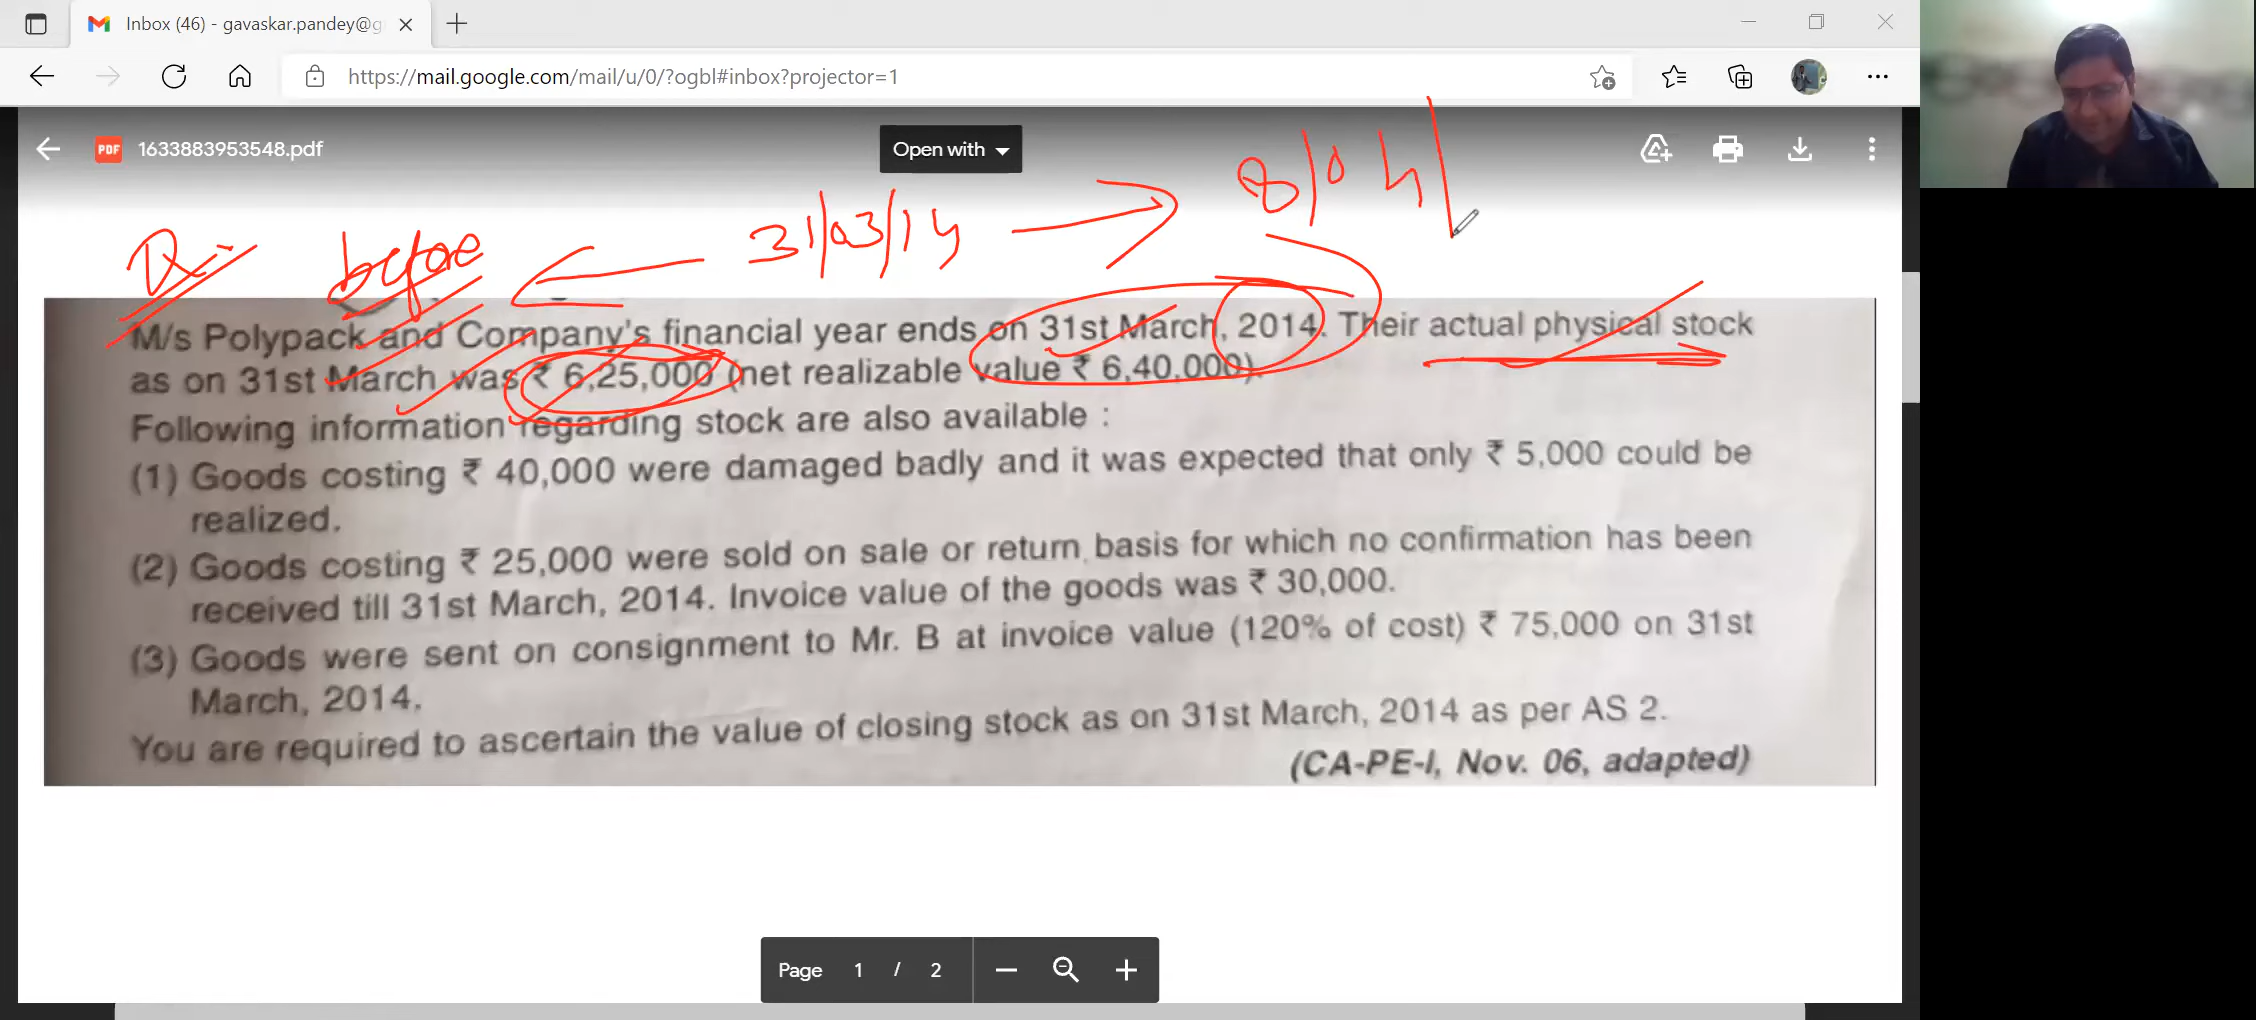 Inbox (46) - gavaskar.pandey@g
https://mail.google.com/mail/u/0/?ogbl#inbox?projector=1
PDF 1633883953548.pdf
Open with
8/04/
31/03/14
before
M/s Polypack and Company's financial year ends on 31st March, 2014. Their actual physical stock
as on 31st March was ₹ 6,25,000 (net realizable value ₹ 6,40,000).
Following information regarding stock are also available :
(1) Goods costing ₹ 40,000 were damaged badly and it was expected that only ₹ 5,000 could be
realized.
(2) Goods costing ₹ 25,000 were sold on sale or return basis for which no confirmation has been
received till 31st March, 2014. Invoice value of the goods was ₹ 30,000.
(3) Goods were sent on consignment to Mr. B at invoice value (120% of cost) ₹ 75,000 on 31st
March, 2014.
You are required to ascertain the value of closing stock as on 31st March, 2014 as per AS 2.
(CA-PE-I, Nov. 06, adapted)
Page 1 / 2